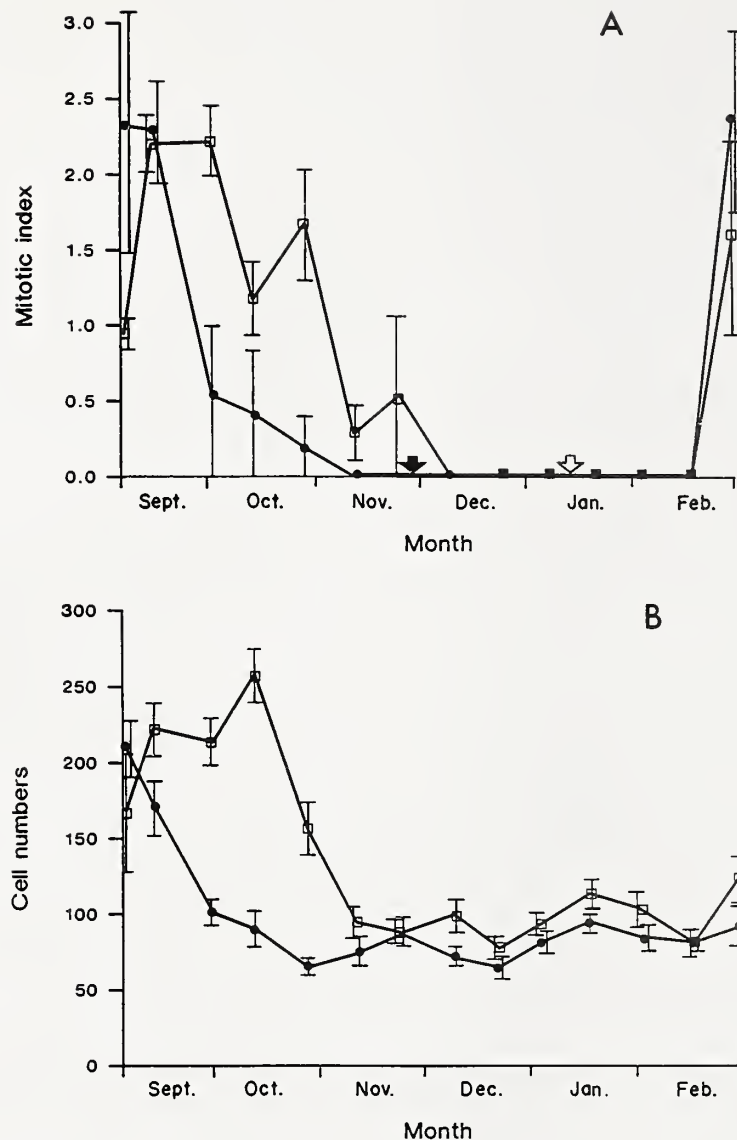 A
3.0
2.5
2.0
1.5
1.0
0.5
0.0
Mitotic index
Sept. Oct. Nov. Dec. Jan. Feb.
Month
B
300
250
200
150
100
50
0
Cell numbers
Sept. Oct. Nov. Dec. Jan. Feb.
Month